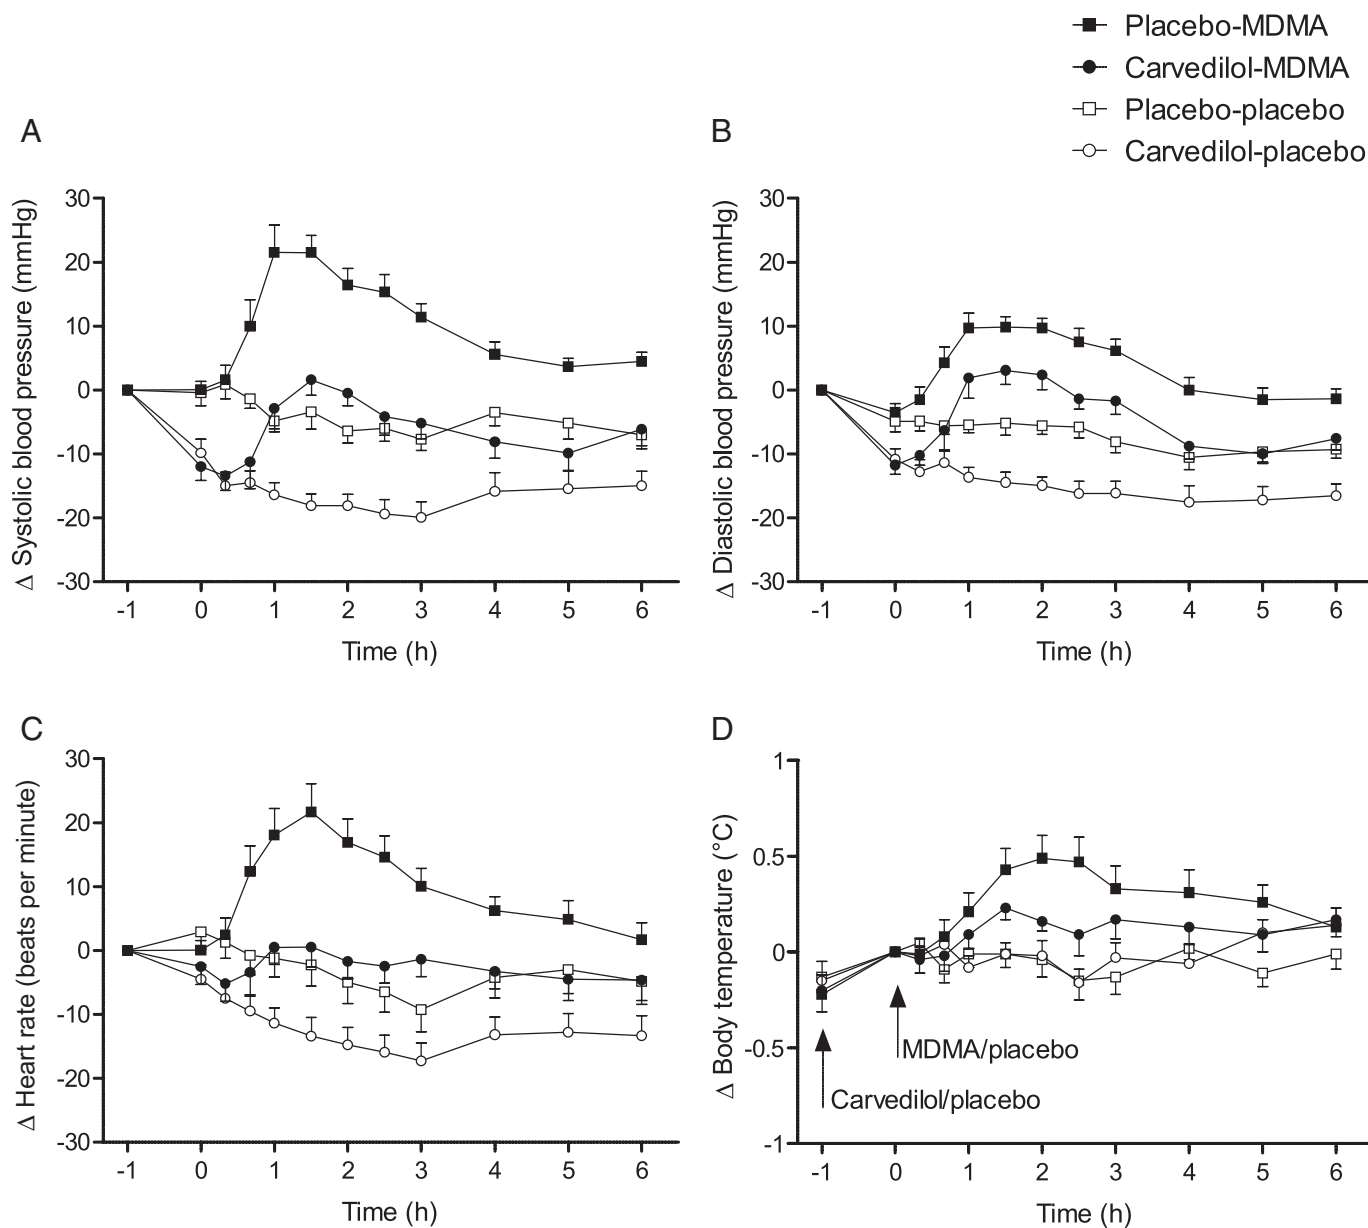 Placebo-MDMA
Carvedilol-MDMA
Placebo-placebo
Carvedilol-placebo
A
Δ Systolic blood pressure (mmHg)
30
20
10
0
-10
-20
-30
-1 0 1 2 3 4 5 6
Time (h)
B
Δ Diastolic blood pressure (mmHg)
30
20
10
0
-10
-20
-30
-1 0 1 2 3 4 5 6
Time (h)
C
Δ Heart rate (beats per minute)
30
20
10
0
-10
-20
-30
-1 0 1 2 3 4 5 6
Time (h)
D
Δ Body temperature (°C)
1
0.5
0
-0.5
-1
MDMA/placebo
Carvedilol/placebo
-1 0 1 2 3 4 5 6
Time (h)